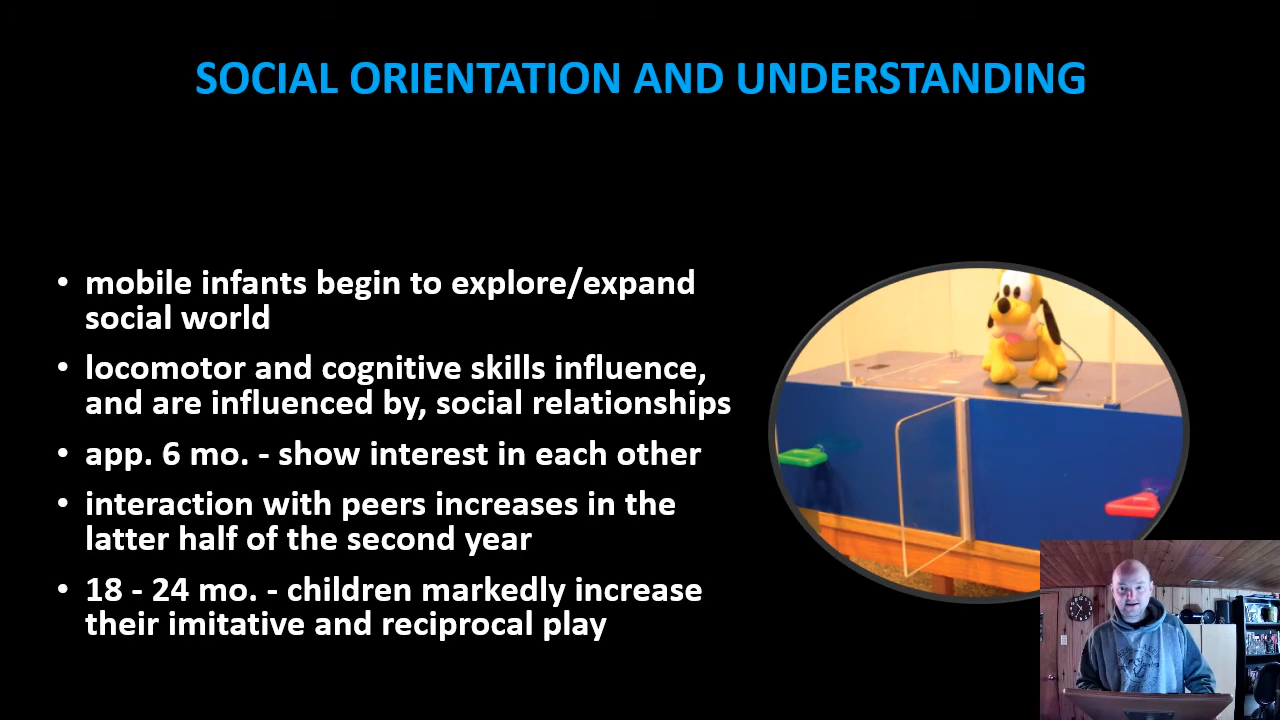 SOCIAL ORIENTATION AND UNDERSTANDING
• mobile infants begin to explore/expand
social world
• locomotor and cognitive skills influence,
and are influenced by, social relationships
• app. 6 mo. - show interest in each other
• interaction with peers increases in the
latter half of the second year
• 18 - 24 mo. - children markedly increase
their imitative and reciprocal play